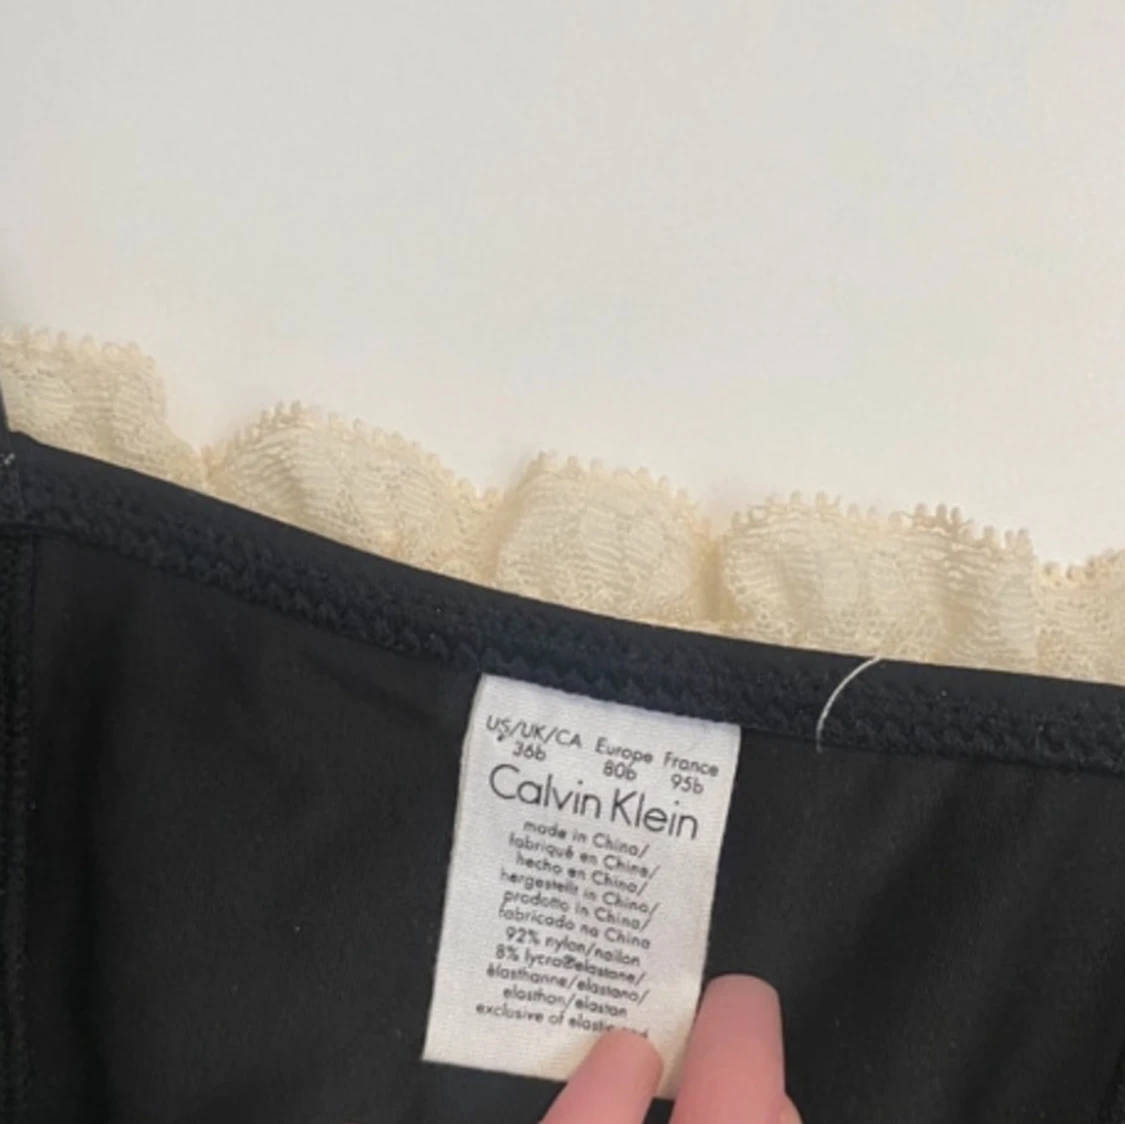 US/UK/CA Europe France
36b 80b 95b
Calvin Klein
made in China/
fabriqué en Chine/
hecho en China/
hergestellt in China/
prodotto in China/
fabricado na China
92% nylon/nailon
8% lycra®elastane/
élasthanne/elastano/
elasthan/elastan
exclusive of elastic